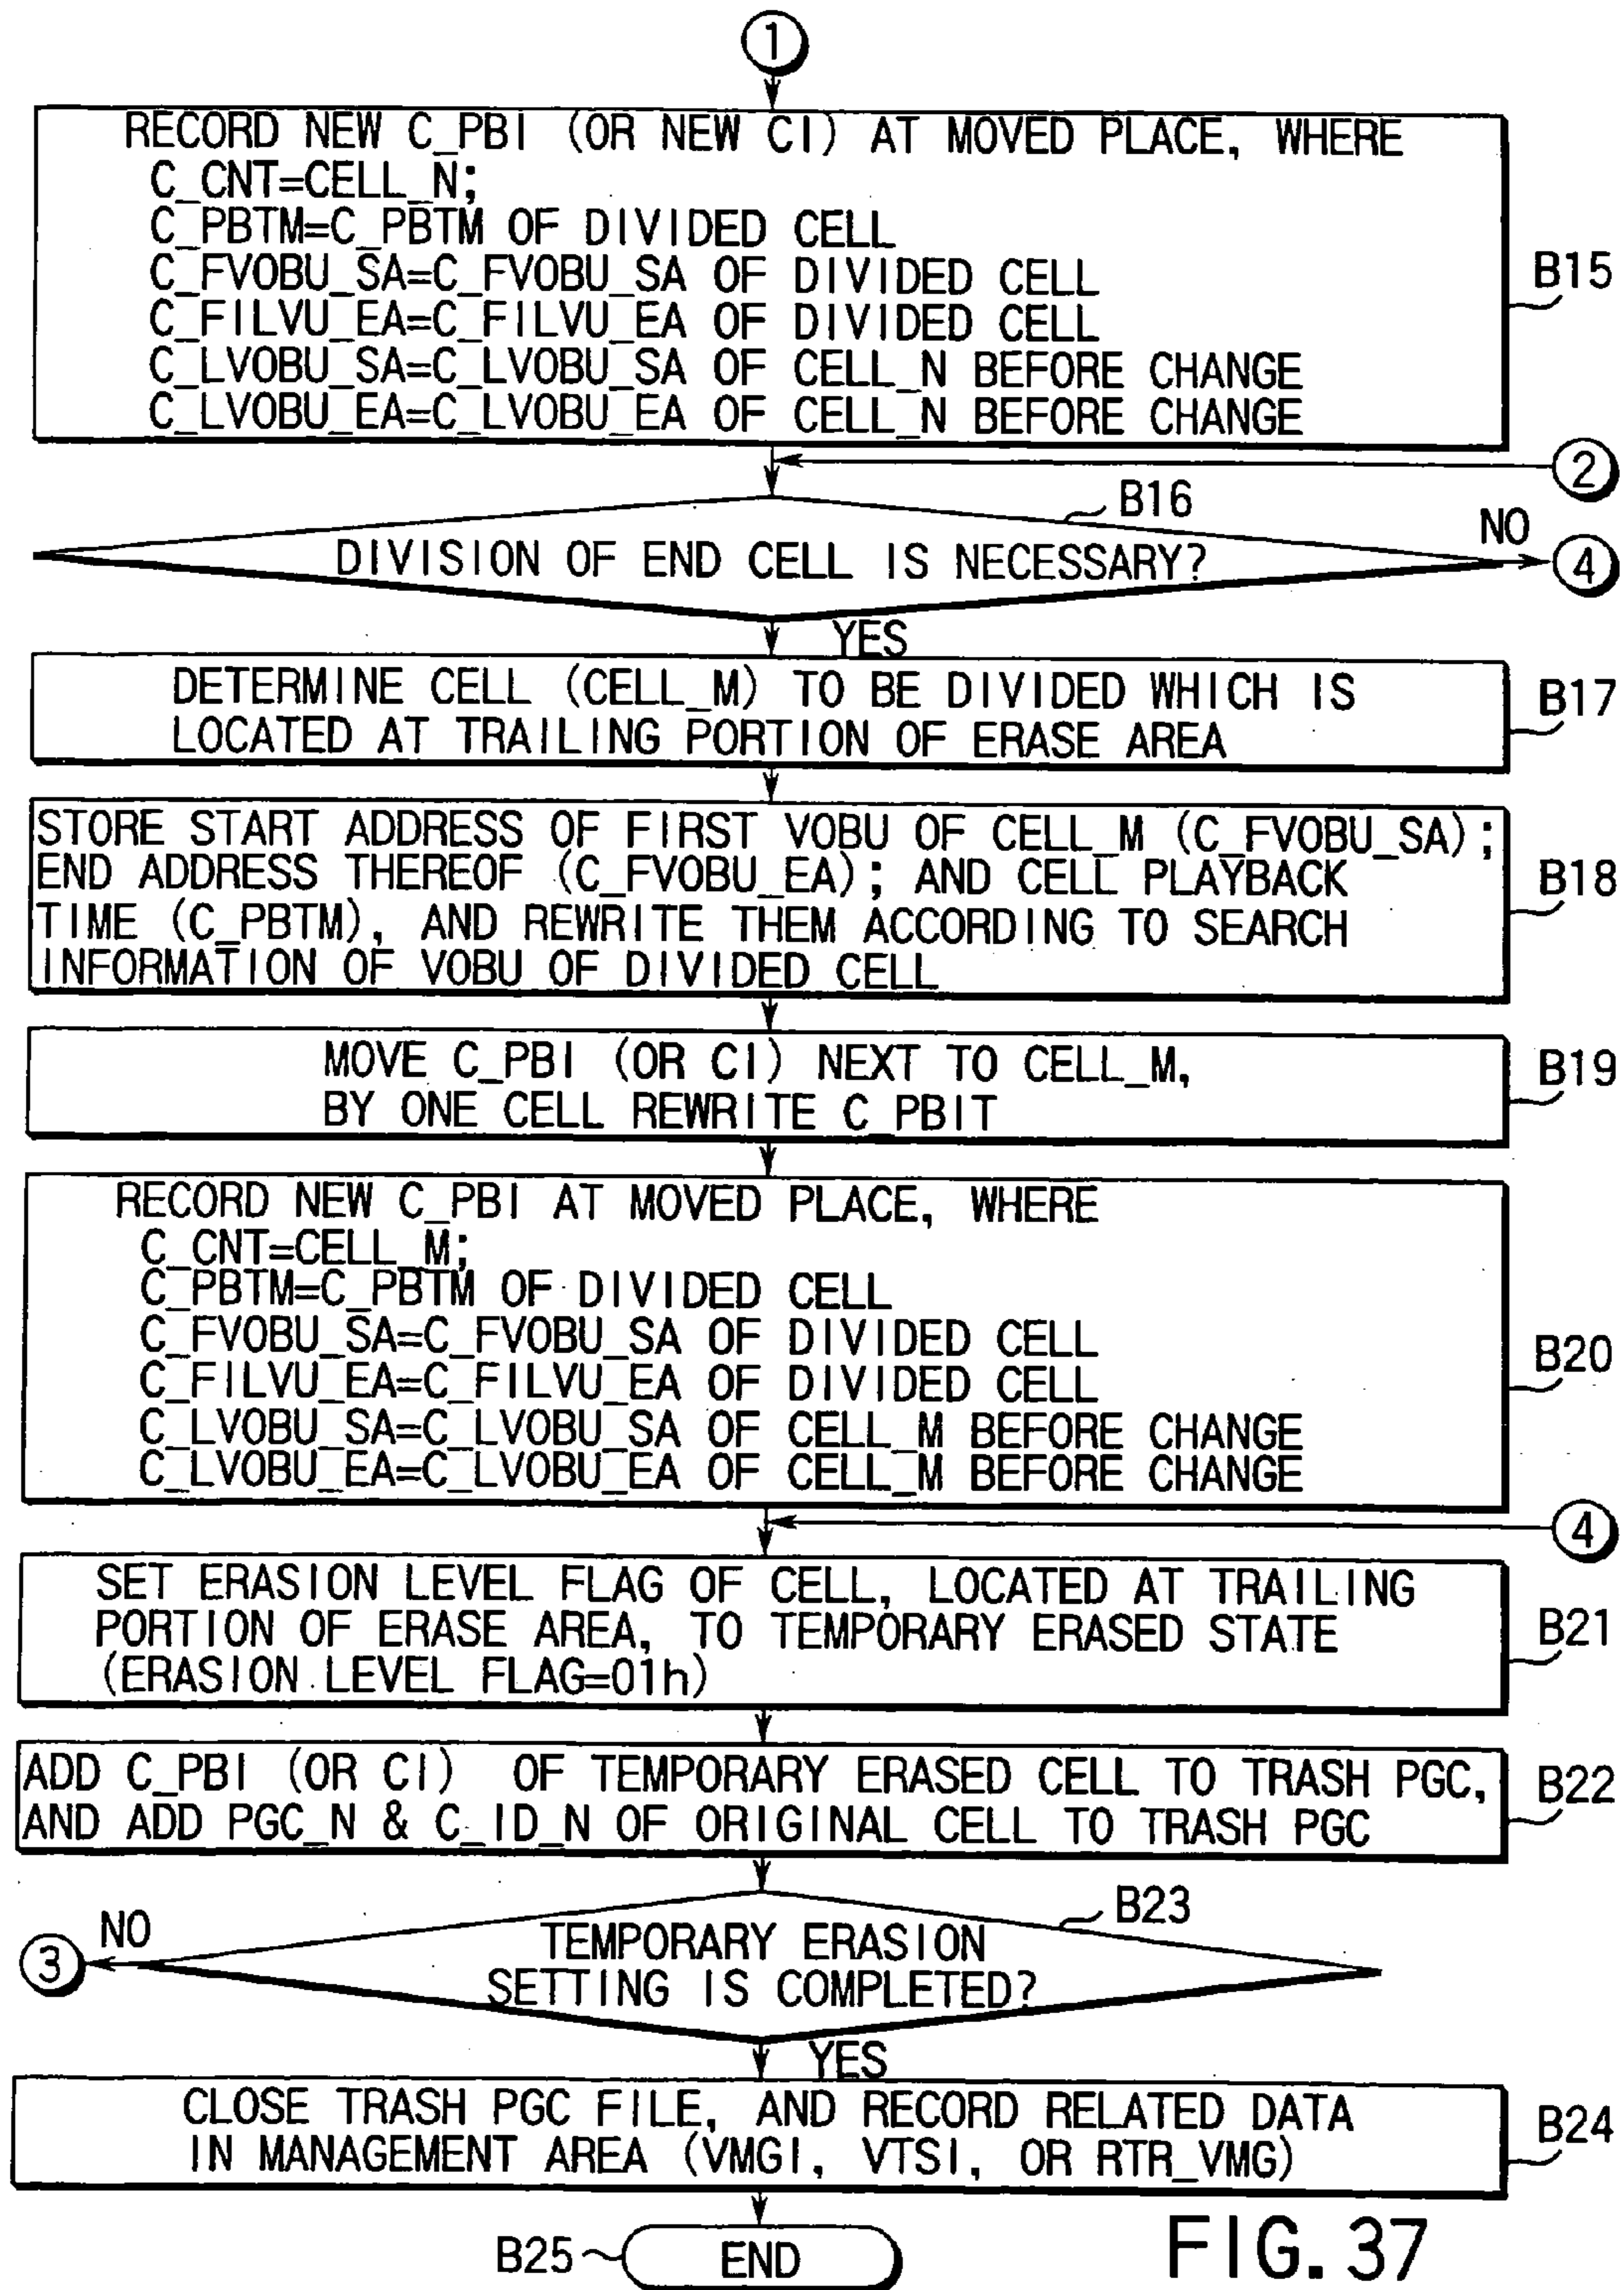 1
RECORD NEW C_PBI (OR NEW CI) AT MOVED PLACE, WHERE
C_CNT=CELL_N;
C_PBTM=C_PBTM OF DIVIDED CELL
C_FVOBU_SA=C_FVOBU_SA OF DIVIDED CELL
C_FILVU_EA=C_FILVU_EA OF DIVIDED CELL
C_LVOBU_SA=C_LVOBU_SA OF CELL_N BEFORE CHANGE
C_LVOBU_EA=C_LVOBU_EA OF CELL_N BEFORE CHANGE
B15
2
B16
DIVISION OF END CELL IS NECESSARY?
NO
4
YES
DETERMINE CELL (CELL_M) TO BE DIVIDED WHICH IS
LOCATED AT TRAILING PORTION OF ERASE AREA
B17
STORE START ADDRESS OF FIRST VOBU OF CELL_M (C_FVOBU_SA);
END ADDRESS THEREOF (C_FVOBU_EA); AND CELL PLAYBACK
TIME (C_PBTM), AND REWRITE THEM ACCORDING TO SEARCH
INFORMATION OF VOBU OF DIVIDED CELL
B18
MOVE C_PBI (OR CI) NEXT TO CELL_M,
BY ONE CELL REWRITE C_PBIT
B19
RECORD NEW C_PBI AT MOVED PLACE, WHERE
C_CNT=CELL_M;
C_PBTM=C_PBTM OF DIVIDED CELL
C_FVOBU_SA=C_FVOBU_SA OF DIVIDED CELL
C_FILVU_EA=C_FILVU_EA OF DIVIDED CELL
C_LVOBU_SA=C_LVOBU_SA OF CELL_M BEFORE CHANGE
C_LVOBU_EA=C_LVOBU_EA OF CELL_M BEFORE CHANGE
B20
4
SET ERASION LEVEL FLAG OF CELL, LOCATED AT TRAILING
PORTION OF ERASE AREA, TO TEMPORARY ERASED STATE
(ERASION LEVEL FLAG=01h)
B21
ADD C_PBI (OR CI) OF TEMPORARY ERASED CELL TO TRASH PGC,
AND ADD PGC_N & C_ID_N OF ORIGINAL CELL TO TRASH PGC
B22
B23
NO
3
TEMPORARY ERASION
SETTING IS COMPLETED?
YES
CLOSE TRASH PGC FILE, AND RECORD RELATED DATA
IN MANAGEMENT AREA (VMGI, VTSI, OR RTR_VMG)
B24
B25
END
FIG. 37